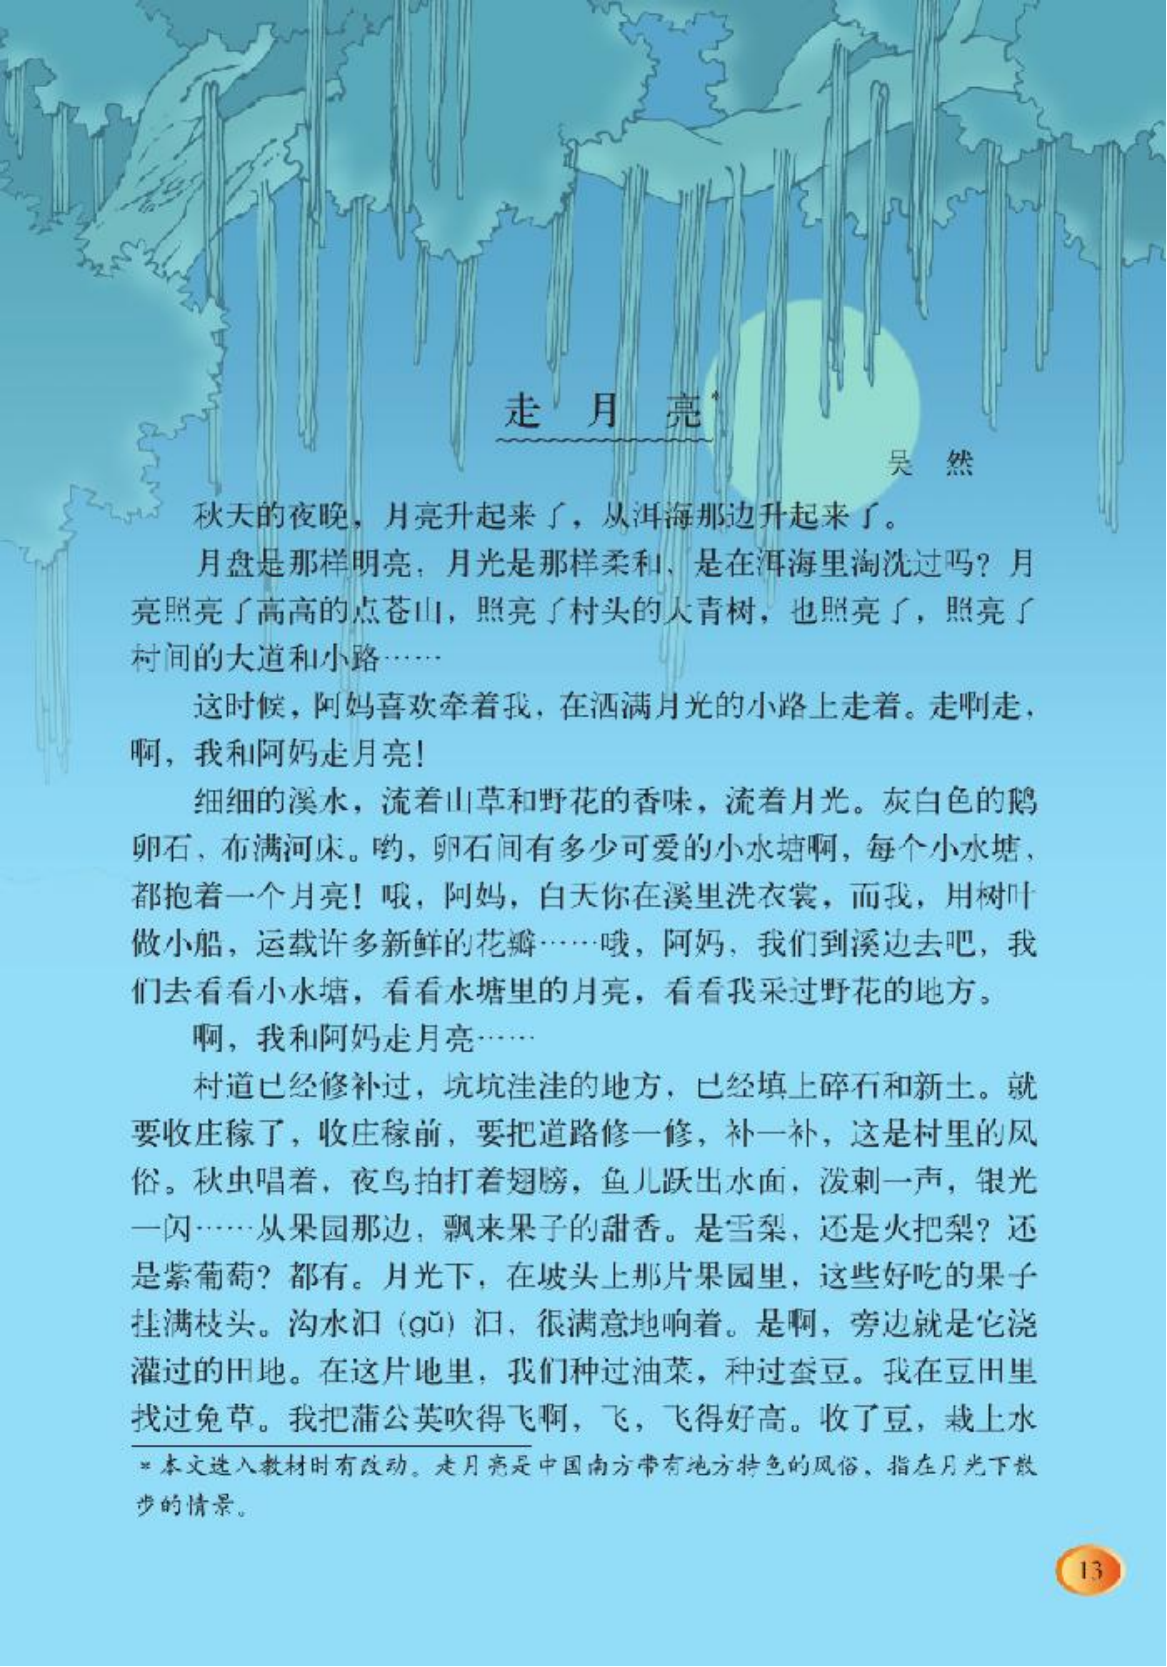 走月亮*
吴然
秋天的夜晚，月亮升起来了，从洱海那边升起来了。
月盘是那样明亮，月光是那样柔和，是在洱海里淘洗过吗？月
亮照亮了高高的点苍山，照亮了村头的大青树，也照亮了，照亮了
村间的大道和小路……
这时候，阿妈喜欢牵着我，在洒满月光的小路上走着。走啊走，
啊，我和阿妈走月亮！
细细的溪水，流着山草和野花的香味，流着月光。灰白色的鹅
卵石，布满河床。哟，卵石间有多少可爱的小水塘啊，每个小水塘，
都抱着一个月亮！哦，阿妈，白天你在溪里洗衣裳，而我，用树叶
做小船，运载许多新鲜的花瓣……哦，阿妈，我们到溪边去吧，我
们去看看小水塘，看看水塘里的月亮，看看我采过野花的地方。
啊，我和阿妈走月亮……
村道已经修补过，坑坑洼洼的地方，已经填上碎石和新土。就
要收庄稼了，收庄稼前，要把道路修一修，补一补，这是村里的风
俗。秋虫唱着，夜鸟拍打着翅膀，鱼儿跃出水面，泼剌一声，银光
一闪……从果园那边，飘来果子的甜香。是雪梨，还是火把梨？还
是紫葡萄？都有。月光下，在坡头上那片果园里，这些好吃的果子
挂满枝头。沟水汩（gǔ）汩，很满意地响着。是啊，旁边就是它浇
灌过的田地。在这片地里，我们种过油菜，种过蚕豆。我在豆田里
找过兔草。我把蒲公英吹得飞啊，飞，飞得好高。收了豆，栽上水
* 本文选入教材时有改动。走月亮是中国南方带有地方特色的风俗，指在月光下散
步的情景。
13